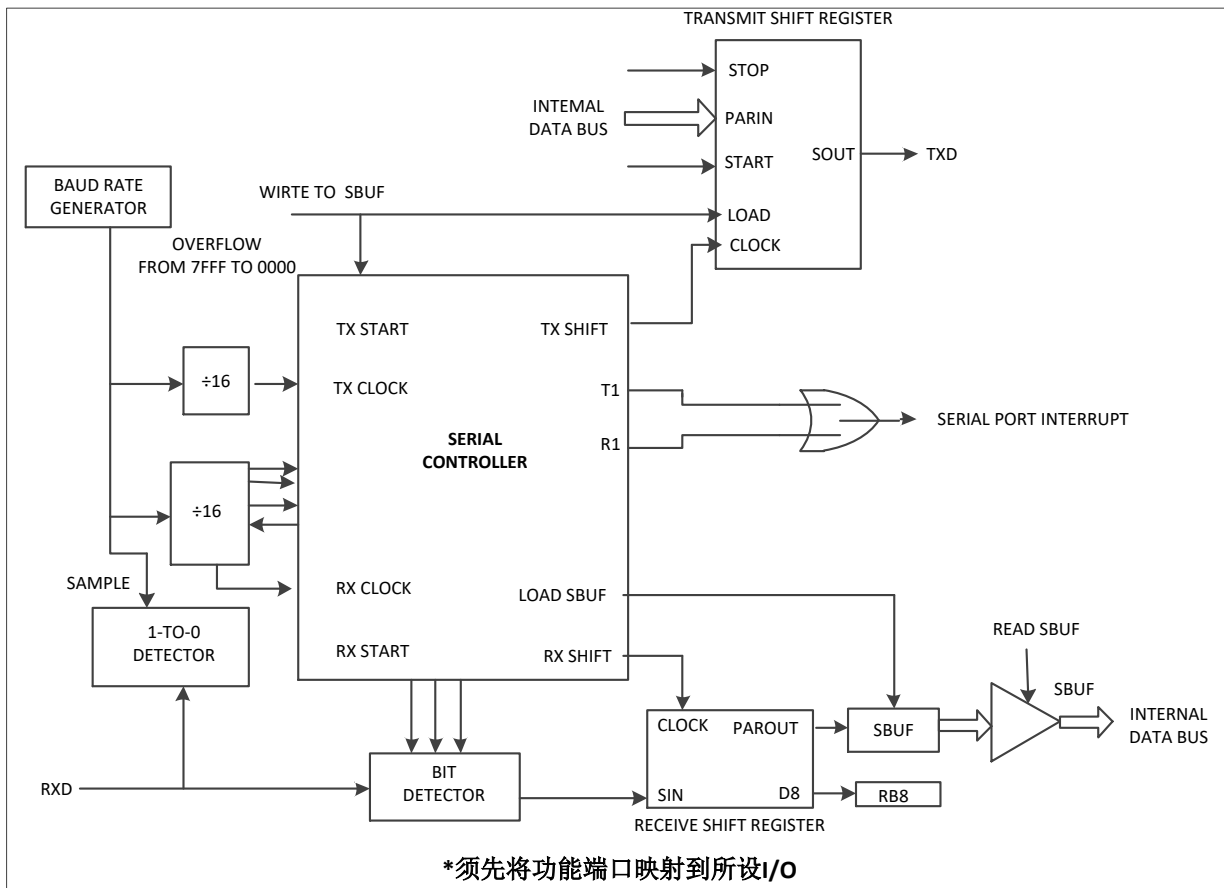 TRANSMIT SHIFT REGISTER
STOP
INTEMAL
DATA BUS
PARIN
START
SOUT
TXD
BAUD RATE
GENERATOR
WIRTE TO SBUF
LOAD
CLOCK
OVERFLOW
FROM 7FFF TO 0000
TX START
TX SHIFT
÷16
TX CLOCK
T1
SERIAL PORT INTERRUPT
R1
SERIAL
CONTROLLER
÷16
SAMPLE
RX CLOCK
LOAD SBUF
1-TO-0
DETECTOR
READ SBUF
RX START
RX SHIFT
SBUF
CLOCK
PAROUT
SBUF
INTERNAL
DATA BUS
BIT
DETECTOR
RXD
SIN
D8
RB8
RECEIVE SHIFT REGISTER
*须先将功能端口映射到所设I/O